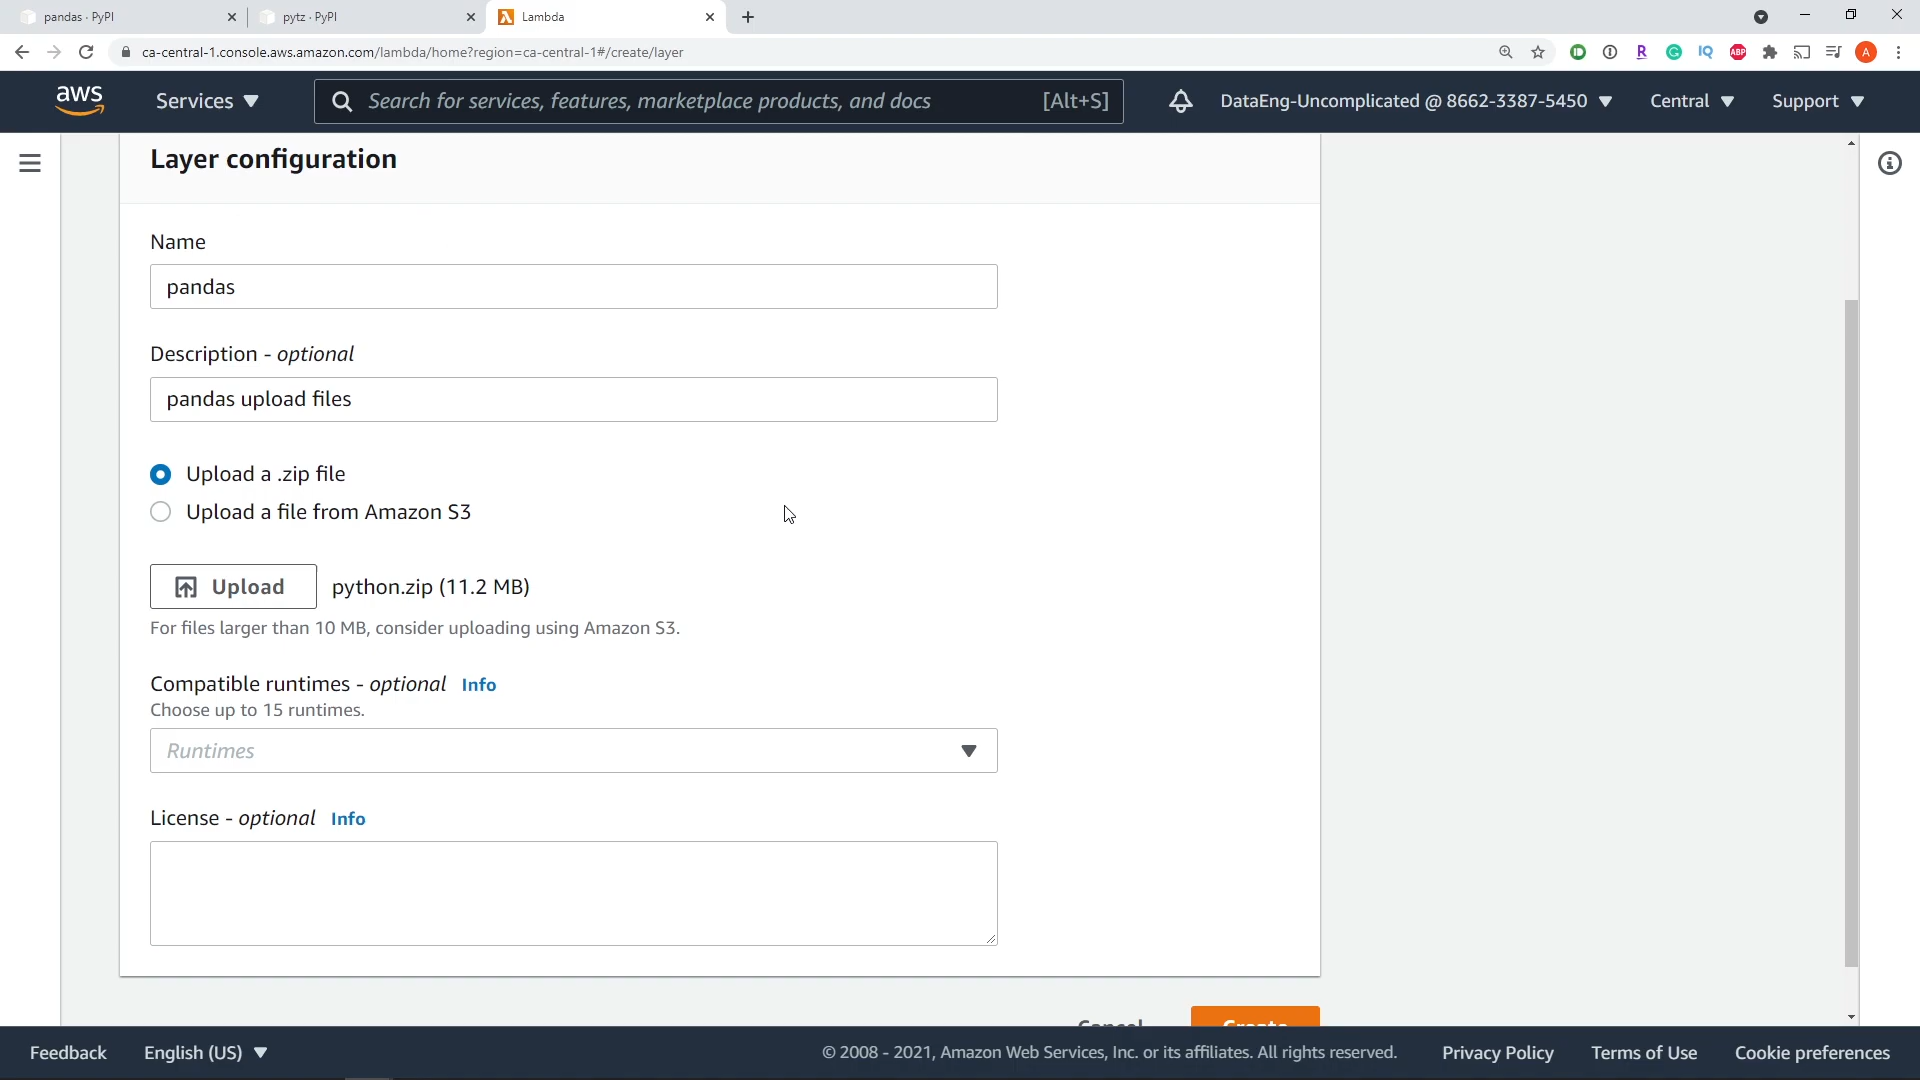 pandas · PyPI
pytz · PyPI
Lambda
ca-central-1.console.aws.amazon.com/lambda/home?region=ca-central-1#/create/layer
R
G
IQ
ABP
A
aws
Services
Search for services, features, marketplace products, and docs
[Alt+S]
DataEng-Uncomplicated @ 8662-3387-5450
Central
Support
Layer configuration
Name
pandas
Description - optional
pandas upload files
Upload a .zip file
Upload a file from Amazon S3
Upload
python.zip (11.2 MB)
For files larger than 10 MB, consider uploading using Amazon S3.
Compatible runtimes - optional Info
Choose up to 15 runtimes.
Runtimes
License - optional Info
Cancel
Create
Feedback
English (US)
© 2008 - 2021, Amazon Web Services, Inc. or its affiliates. All rights reserved.
Privacy Policy
Terms of Use
Cookie preferences